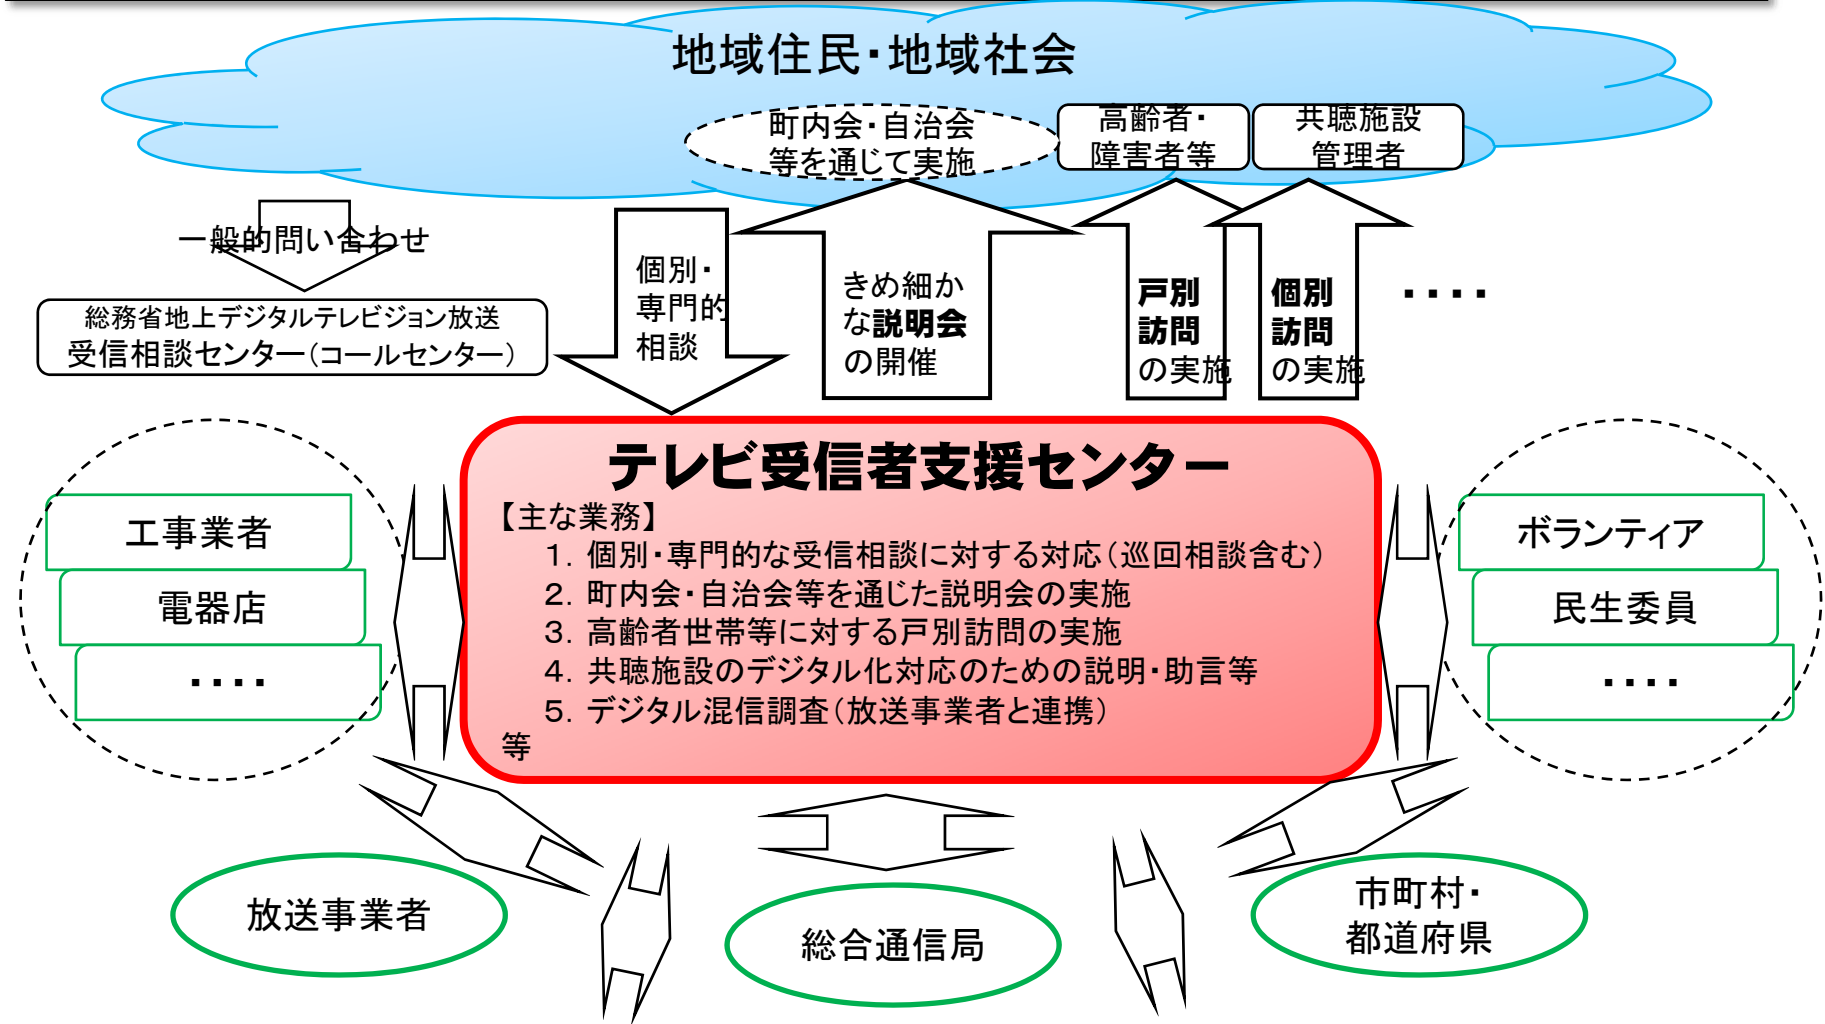 地域住民・地域社会
町内会・自治会
等を通じて実施
高齢者・
障害者等
共聴施設
管理者
一般的問い合わせ
総務省地上デジタルテレビジョン放送
受信相談センター（コールセンター）
個別・
専門的
相談
きめ細か
な説明会
の開催
戸別
訪問
の実施
個別
訪問
の実施
・・・・
テレビ受信者支援センター
【主な業務】
１．個別・専門的な受信相談に対する対応（巡回相談含む）
２．町内会・自治会等を通じた説明会の実施
３．高齢者世帯等に対する戸別訪問の実施
４．共聴施設のデジタル化対応のための説明・助言等
５．デジタル混信調査（放送事業者と連携）
等
工事業者
電器店
・・・・
ボランティア
民生委員
・・・・
放送事業者
総合通信局
市町村・
都道府県